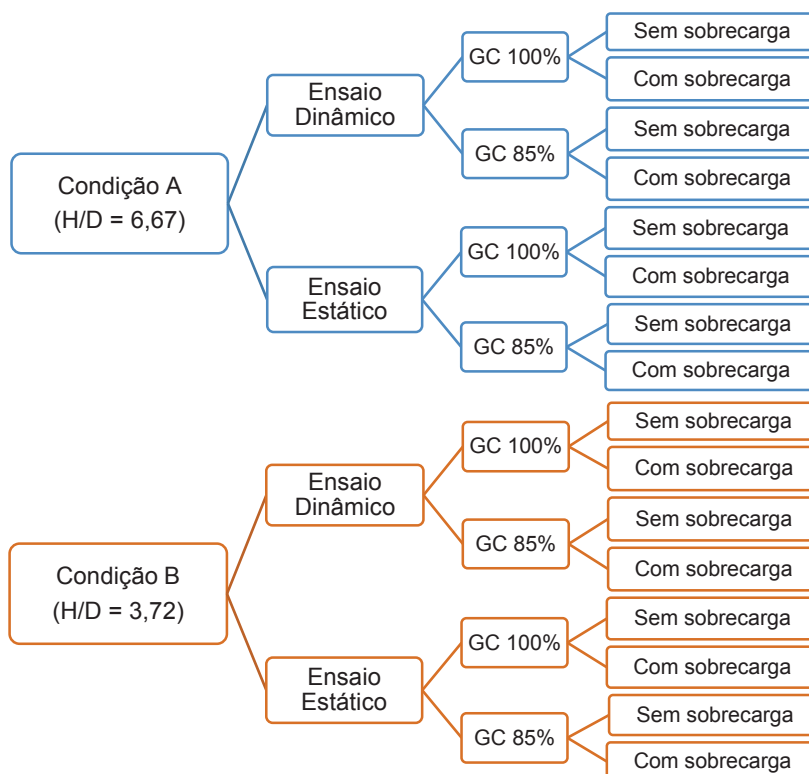 Sem sobrecarga
GC 100%
Com sobrecarga
Ensaio
Dinâmico
Sem sobrecarga
GC 85%
Com sobrecarga
Condição A
(H/D = 6,67)
Sem sobrecarga
GC 100%
Com sobrecarga
Ensaio
Estático
Sem sobrecarga
GC 85%
Com sobrecarga
Sem sobrecarga
GC 100%
Com sobrecarga
Ensaio
Dinâmico
Sem sobrecarga
GC 85%
Com sobrecarga
Condição B
(H/D = 3,72)
Sem sobrecarga
GC 100%
Com sobrecarga
Ensaio
Estático
Sem sobrecarga
GC 85%
Com sobrecarga